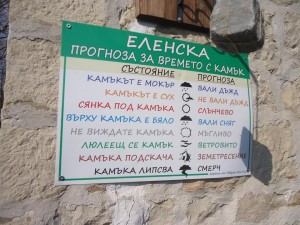 ЕЛЕНСКА
ПРОГНОЗА ЗА ВРЕМЕТО С КАМЪК
СЪСТОЯНИЕ ПРОГНОЗА
КАМЪКЪТ Е МОКЪР ВАЛИ ДЪЖД
КАМЪКЪТ Е СУХ НЕ ВАЛИ ДЪЖД
СЯНКА ПОД КАМЪКА СЛЪНЧЕВО
ВЪРХУ КАМЪКА Е БЯЛО ВАЛИ СНЯГ
НЕ ВИЖДАТЕ КАМЪКА МЪГЛИВО
ЛЮЛЕЕЩ СЕ КАМЪК ВЕТРОВИТО
КАМЪКА ПОДСКАЧА ЗЕМЕТРЕСЕНИЕ
КАМЪКА ЛИПСВА СМЕРЧ